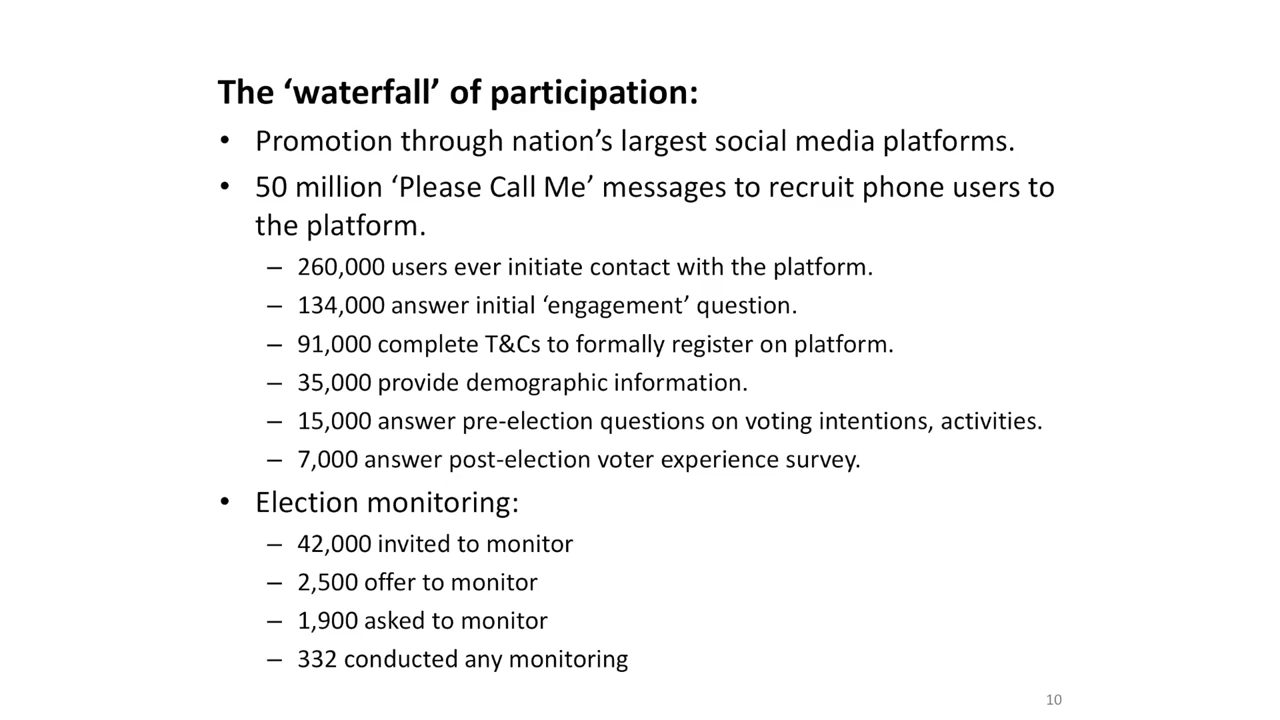 The ‘waterfall’ of participation:
• Promotion through nation’s largest social media platforms.
• 50 million ‘Please Call Me’ messages to recruit phone users to
the platform.
– 260,000 users ever initiate contact with the platform.
– 134,000 answer initial ‘engagement’ question.
– 91,000 complete T&Cs to formally register on platform.
– 35,000 provide demographic information.
– 15,000 answer pre-election questions on voting intentions, activities.
– 7,000 answer post-election voter experience survey.
• Election monitoring:
– 42,000 invited to monitor
– 2,500 offer to monitor
– 1,900 asked to monitor
– 332 conducted any monitoring
10